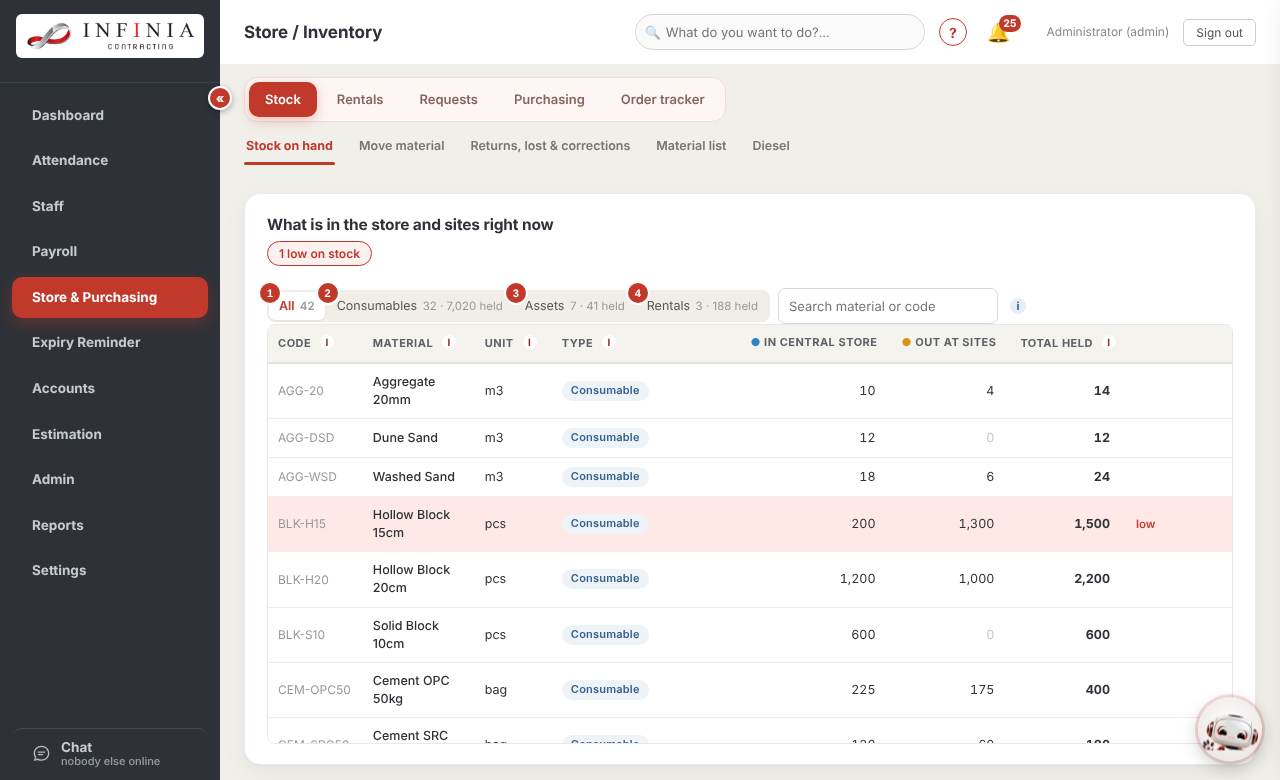 INFINIA
CONTRACTING
Store / Inventory
What do you want to do?...
?
25
Administrator (admin)
Sign out
«
Dashboard
Attendance
Staff
Payroll
Store & Purchasing
Expiry Reminder
Accounts
Estimation
Admin
Reports
Settings
Chat
nobody else online
Stock Rentals Requests Purchasing Order tracker
Stock on hand Move material Returns, lost & corrections Material list Diesel
What is in the store and sites right now
1 low on stock
1 All 42 2 Consumables 32 · 7,020 held 3 Assets 7 · 41 held 4 Rentals 3 · 188 held Search material or code i
CODE I MATERIAL I UNIT I TYPE I IN CENTRAL STORE OUT AT SITES TOTAL HELD I
AGG-20 Aggregate 20mm m3 Consumable 10 4 14
AGG-DSD Dune Sand m3 Consumable 12 0 12
AGG-WSD Washed Sand m3 Consumable 18 6 24
BLK-H15 Hollow Block 15cm pcs Consumable 200 1,300 1,500 low
BLK-H20 Hollow Block 20cm pcs Consumable 1,200 1,000 2,200
BLK-S10 Solid Block 10cm pcs Consumable 600 0 600
CEM-OPC50 Cement OPC 50kg bag Consumable 225 175 400
Cement SRC